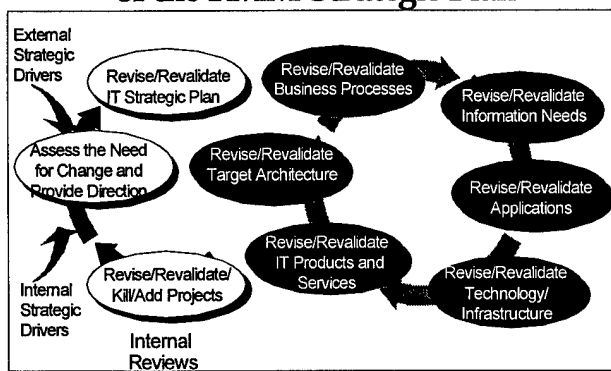 External
Strategic
Drivers
Revise/Revalidate
IT Strategic Plan
Assess the Need
for Change and
Provide Direction
Internal
Strategic
Drivers
Revise/Revalidate/
Kill/Add Projects
Internal
Reviews
Revise/Revalidate
Business Processes
Revise/Revalidate
Target Architecture
Revise/Revalidate
IT Products and
Services
Revise/Revalidate
Information Needs
Revise/Revalidate
Applications
Revise/Revalidate
Technology/
Infrastructure